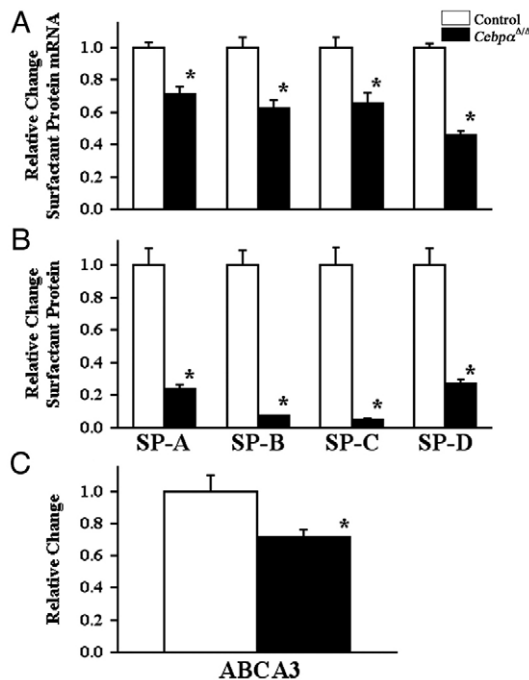 A
Control
Cebpα^Δ/Δ
Relative Change
Surfactant Protein mRNA
1.0
0.8
0.6
0.4
0.2
0.0
*
*
*
*
B
Relative Change
Surfactant Protein
1.0
0.8
0.6
0.4
0.2
0.0
*
*
*
*
SP-A SP-B SP-C SP-D
C
Relative Change
1.0
0.8
0.6
0.4
0.2
0.0
*
ABCA3